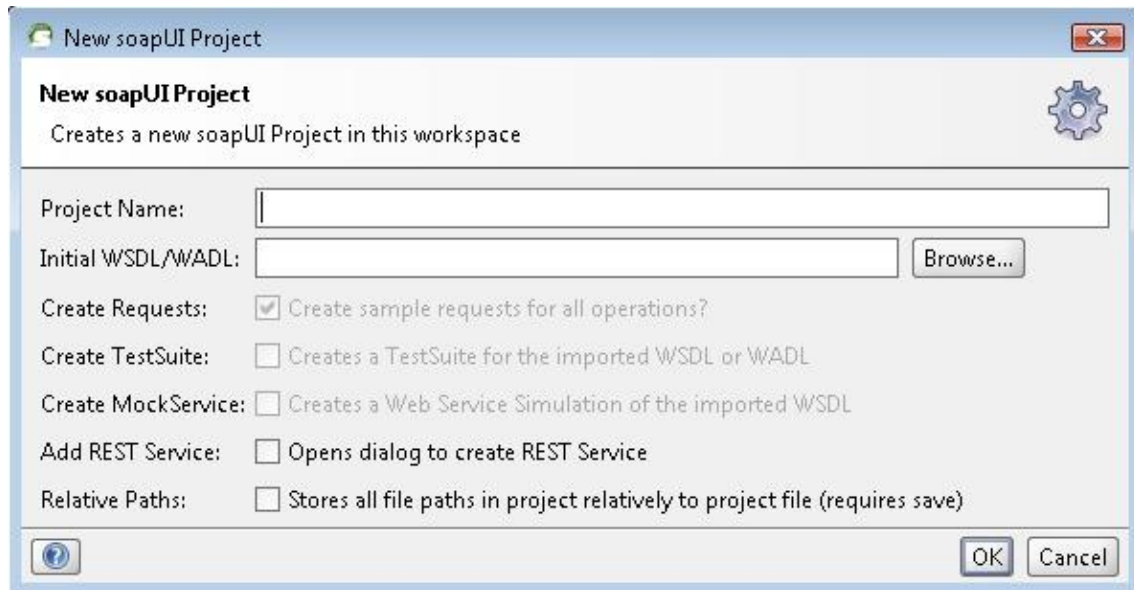 New soapUI Project
New soapUI Project
Creates a new soapUI Project in this workspace
Project Name:
Initial WSDL/WADL: Browse...
Create Requests: Create sample requests for all operations?
Create TestSuite: Creates a TestSuite for the imported WSDL or WADL
Create MockService: Creates a Web Service Simulation of the imported WSDL
Add REST Service: Opens dialog to create REST Service
Relative Paths: Stores all file paths in project relatively to project file (requires save)
? OK Cancel